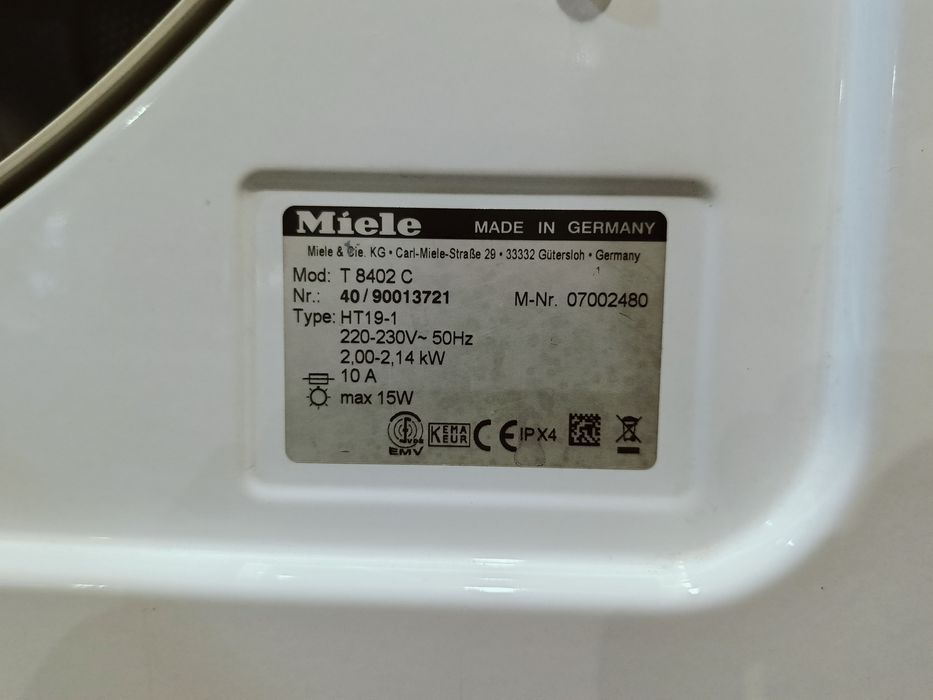 Miele MADE IN GERMANY
Miele & Cie. KG • Carl-Miele-Straße 29 • 33332 Gütersloh • Germany
Mod: T 8402 C
Nr.: 40/90013721 M-Nr. 07002480
Type: HT19-1
220-230V~ 50Hz
2,00-2,14 kW
10 A
max 15W
VDE EMV KEMA KEUR CE IPX4